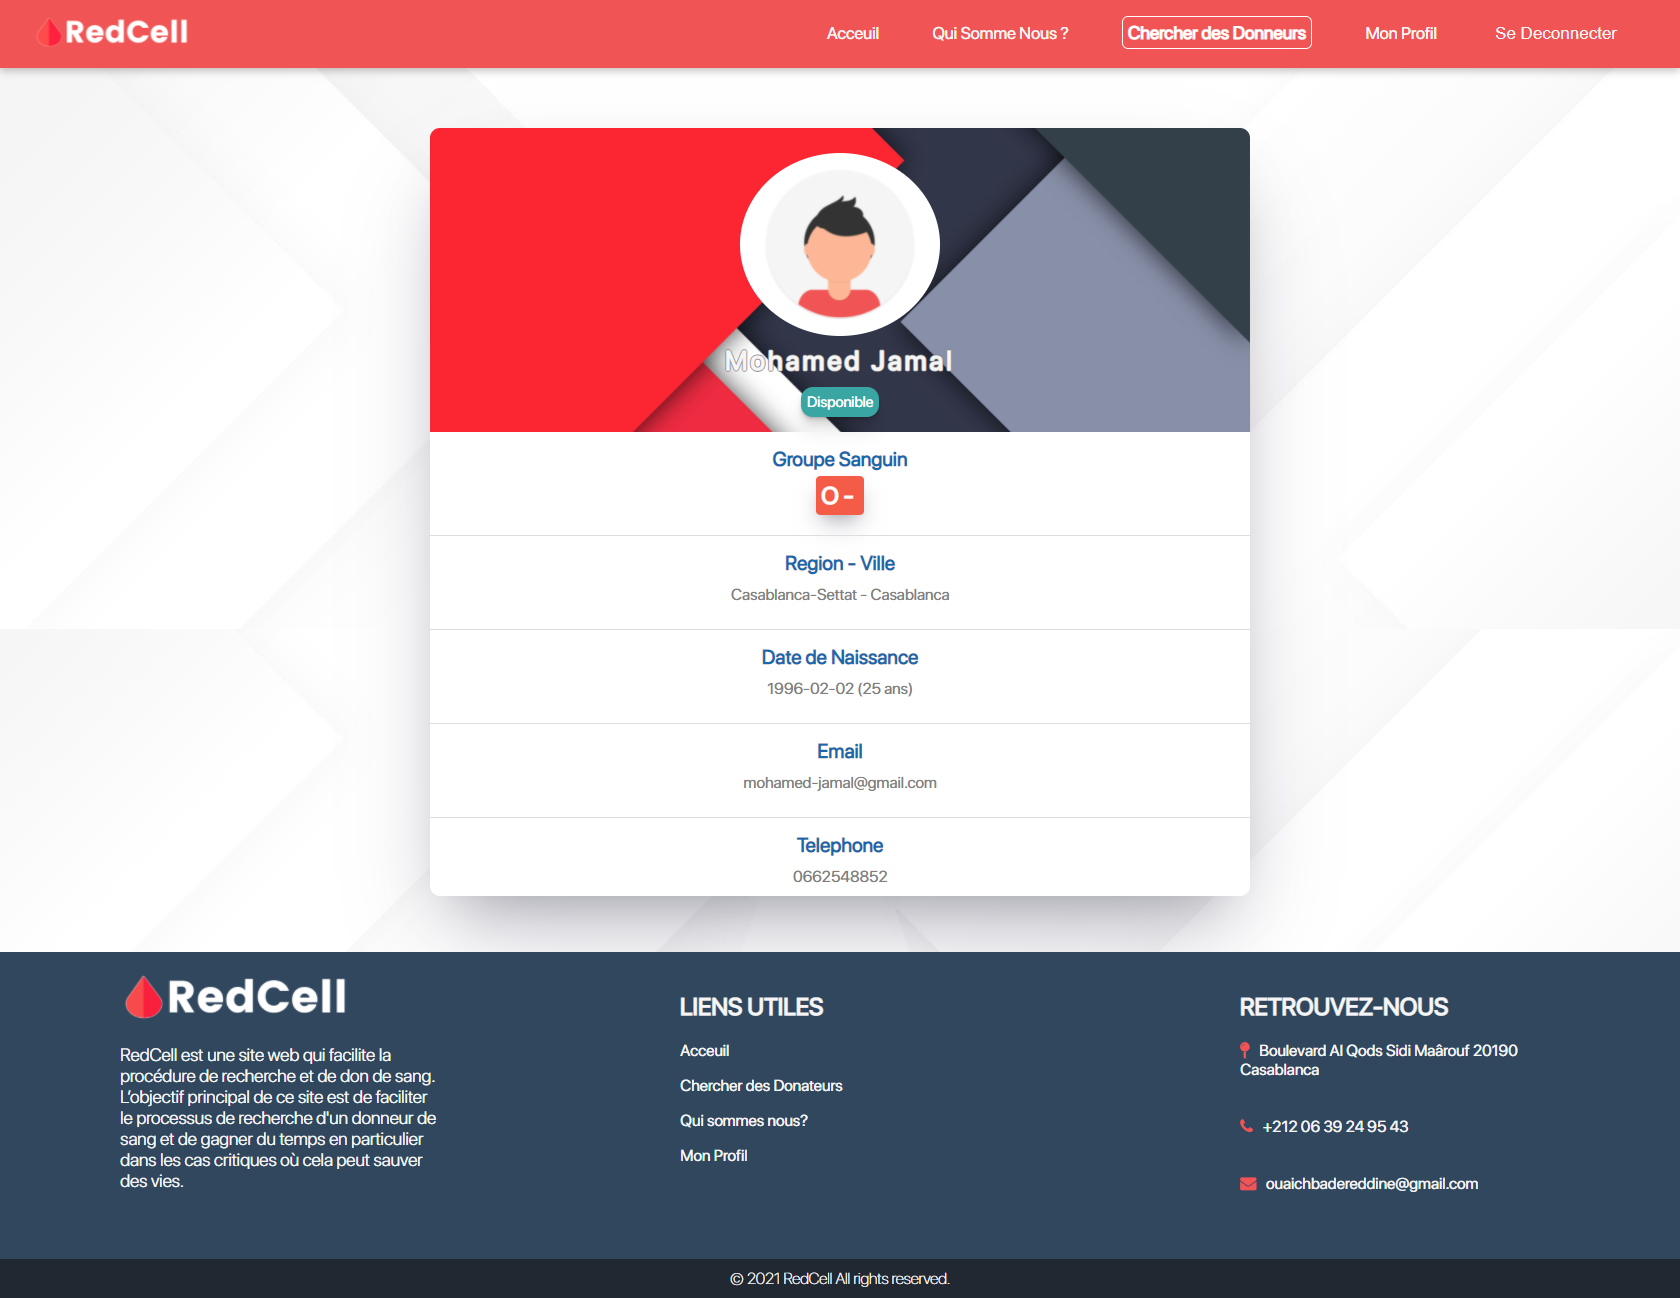 RedCell
Acceuil
Qui Somme Nous ?
Chercher des Donneurs
Mon Profil
Se Deconnecter
Mohamed Jamal
Disponible
Groupe Sanguin
O-
Region - Ville
Casablanca-Settat - Casablanca
Date de Naissance
1996-02-02 (25 ans)
Email
mohamed-jamal@gmail.com
Telephone
0662548852
RedCell
RedCell est une site web qui facilite la
procédure de recherche et de don de sang.
L'objectif principal de ce site est de faciliter
le processus de recherche d'un donneur de
sang et de gagner du temps en particulier
dans les cas critiques où cela peut sauver
des vies.
LIENS UTILES
Acceuil
Chercher des Donateurs
Qui sommes nous?
Mon Profil
RETROUVEZ-NOUS
Boulevard Al Qods Sidi Maârouf 20190
Casablanca
+212 06 39 24 95 43
ouaichbadereddine@gmail.com
© 2021 RedCell All rights reserved.